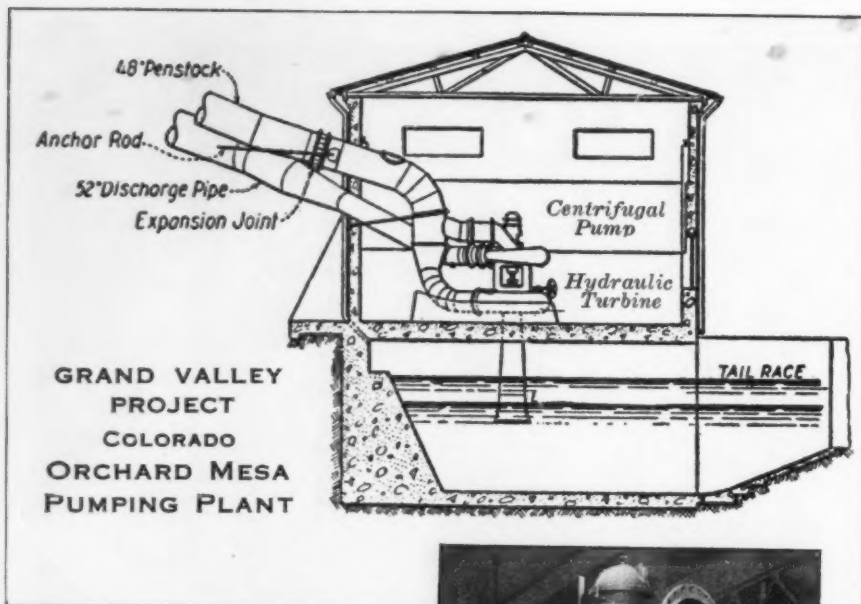 48"Penstock
Anchor Rod
52"Discharge Pipe
Expansion Joint
Centrifugal
Pump
Hydraulic
Turbine
TAIL RACE
GRAND VALLEY
PROJECT
COLORADO
ORCHARD MESA
PUMPING PLANT